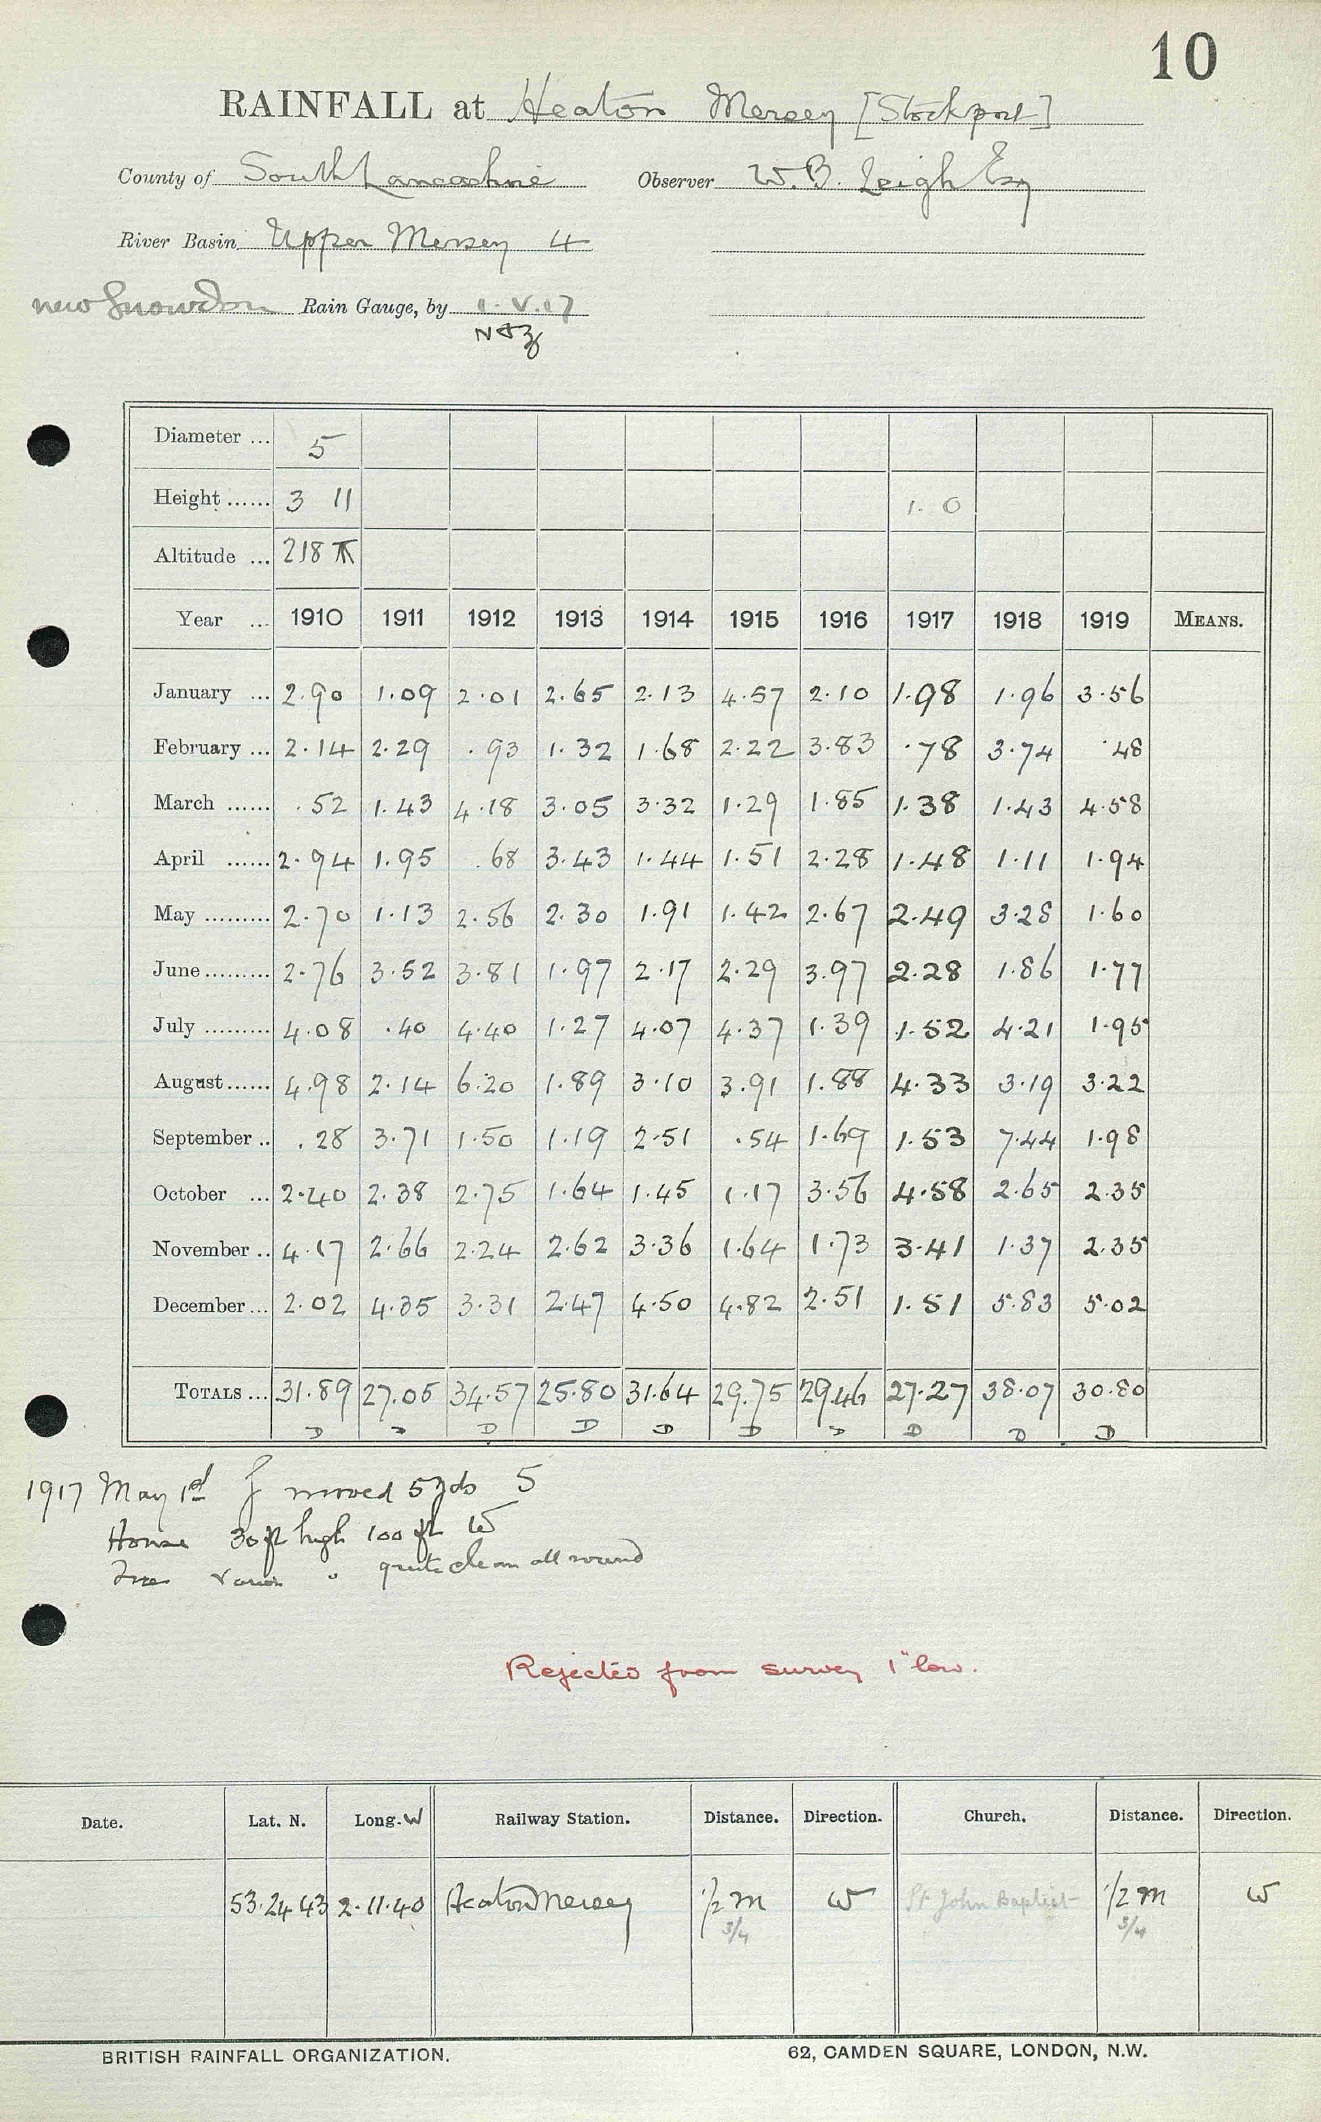 10
RAINFALL at Heaton Mersey [Stockport]
County of South Lancashire Observer W. B. Leigh Esq
River Basin Upper Mersey 4
new Snowdon Rain Gauge, by 1.V.17
N & Z
Diameter ... 5
Height ...... 3 11 1. 0
Altitude ... 218
Year ... 1910 1911 1912 1913 1914 1915 1916 1917 1918 1919 MEANS.
January ... 2.90 1.09 2.01 2.65 2.13 4.57 2.10 1.98 1.96 3.56
February ... 2.14 2.29 .93 1.32 1.68 2.22 3.83 .78 3.74 .48
March ...... .52 1.43 4.18 3.05 3.32 1.29 1.85 1.38 1.43 4.58
April ...... 2.94 1.95 .68 3.43 1.44 1.51 2.28 1.48 1.11 1.94
May ......... 2.70 1.13 2.56 2.30 1.91 1.42 2.67 2.49 3.28 1.60
June ......... 2.76 3.52 3.81 1.97 2.17 2.29 3.97 2.28 1.86 1.77
July ......... 4.08 .40 4.40 1.27 4.07 4.37 1.39 1.52 4.21 1.95
August...... 4.98 2.14 6.20 1.89 3.10 3.91 1.88 4.33 3.19 3.22
September .. .28 3.71 1.50 1.19 2.51 .54 1.69 1.53 7.44 1.98
October ... 2.40 2.38 2.75 1.64 1.45 1.17 3.56 4.58 2.65 2.35
November .. 4.17 2.66 2.24 2.62 3.36 1.64 1.73 3.41 1.37 2.35
December ... 2.02 4.35 3.31 2.47 4.50 4.82 2.51 1.51 5.83 5.02
TOTALS ... 31.89 27.05 34.57 25.80 31.64 29.75 29.46 27.27 38.07 30.80
D D D D D D D D D D
1917 May 1st moved 5 yds S
House 30 ft high 100 ft W
Trees various " quite clear all round
Rejected from survey 1" low.
Date. Lat. N. Long. W Railway Station. Distance. Direction. Church. Distance. Direction.
53.24.43 2.11.40 Heaton Mersey 1/2 m W St John Baptist 1/2 m W
3/4 3/4
BRITISH RAINFALL ORGANIZATION. 62, CAMDEN SQUARE, LONDON, N.W.